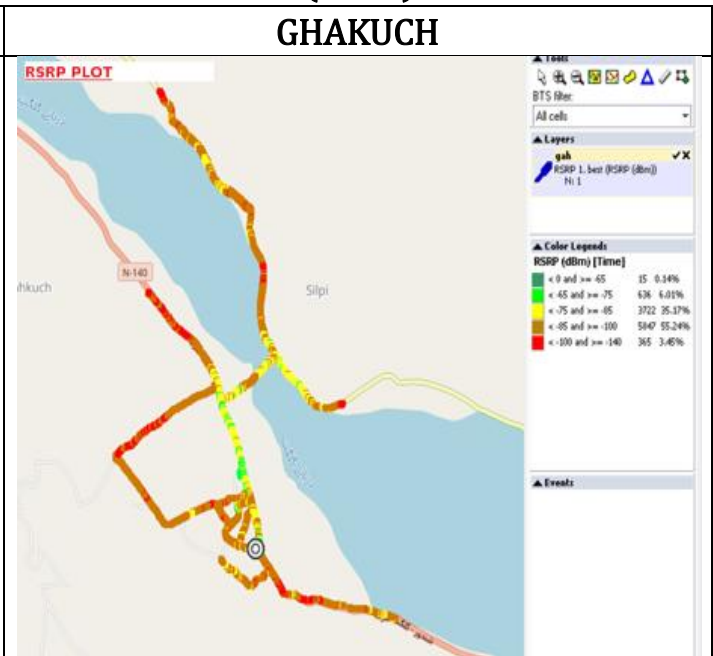 GHAKUCH
RSRP PLOT
N-140
hkuch
Silpi
Tools
BTS filter:
All cells
Layers
gah
RSRP 1. best (RSRP (dBm))
N: 1
Color Legends
RSRP (dBm) [Time]
< 0 and >= -65 15 0.14%
< -65 and >= -75 636 6.01%
< -75 and >= -85 3722 35.17%
< -85 and >= -100 5847 55.24%
< -100 and >= -140 365 3.45%
Events